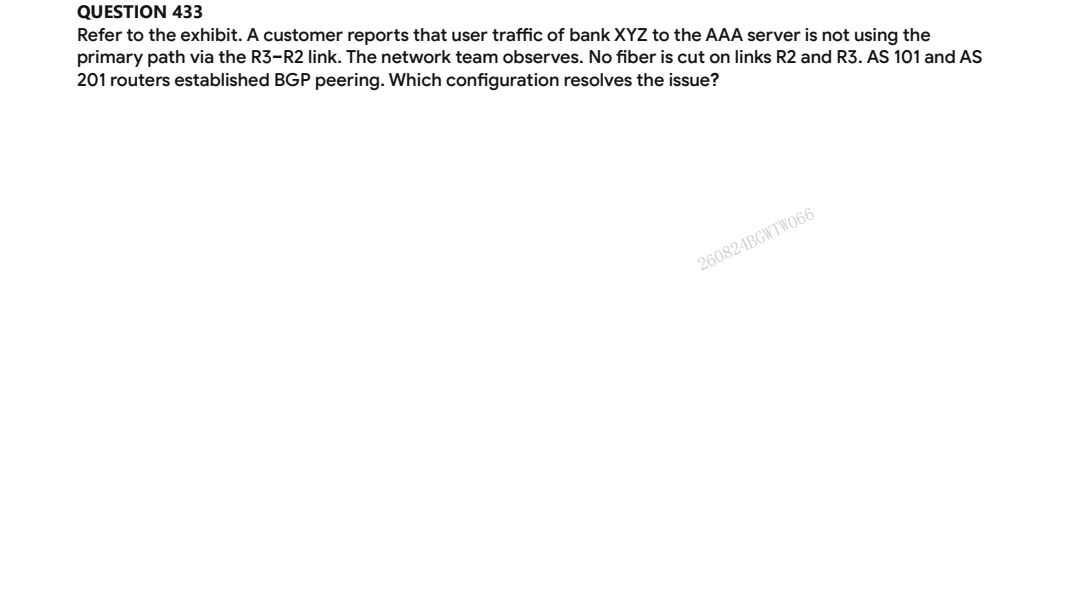 QUESTION 433
Refer to the exhibit. A customer reports that user traffic of bank XYZ to the AAA server is not using the
primary path via the R3–R2 link. The network team observes. No fiber is cut on links R2 and R3. AS 101 and AS
201 routers established BGP peering. Which configuration resolves the issue?
260824BGWTW066